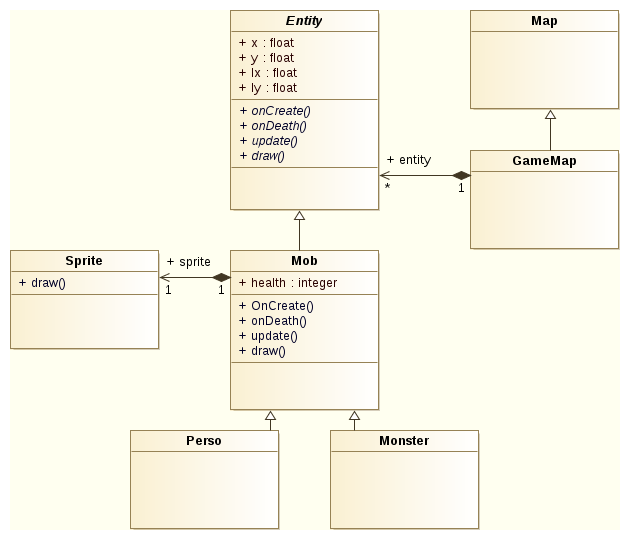 Entity
+ x : float
+ y : float
+ lx : float
+ ly : float
+ onCreate()
+ onDeath()
+ update()
+ draw()
Map
GameMap
+ entity
*
1
Sprite
+ draw()
+ sprite
1
1
Mob
+ health : integer
+ OnCreate()
+ onDeath()
+ update()
+ draw()
Perso
Monster